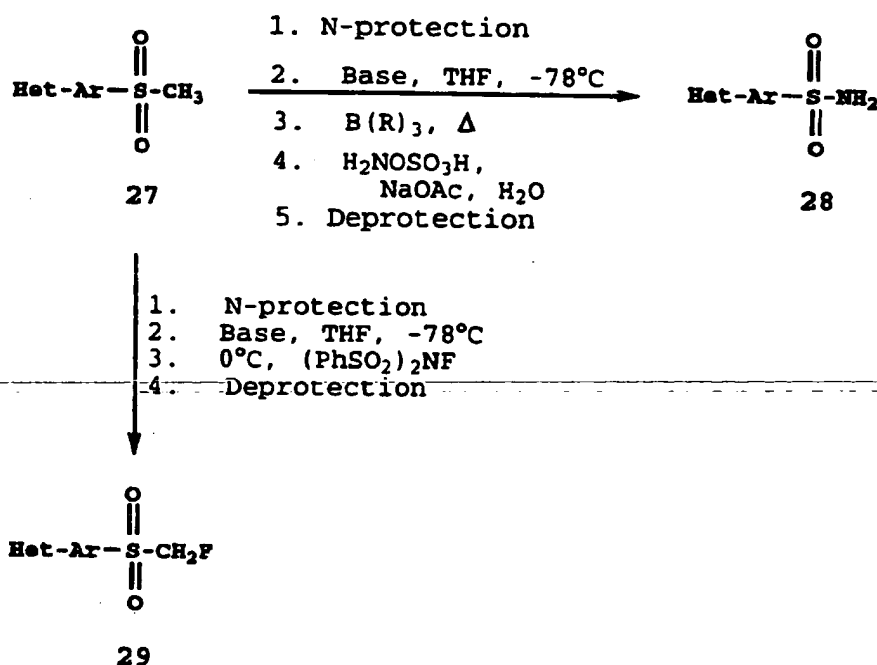 1. N-protection
2. Base, THF, -78°C
3. B(R)3, Δ
4. H2NOSO3H,
NaOAc, H2O
5. Deprotection
O
Het-Ar-S-CH3
O
27
O
Het-Ar-S-NH2
O
28
1. N-protection
2. Base, THF, -78°C
3. 0°C, (PhSO2)2NF
4. Deprotection
O
Het-Ar-S-CH2F
O
29